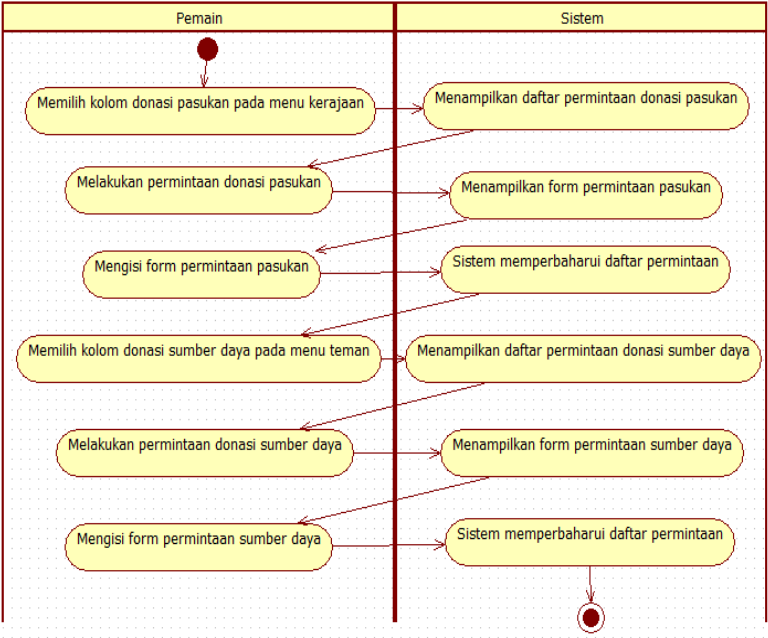 Pemain
Sistem
Memilih kolom donasi pasukan pada menu kerajaan
Menampilkan daftar permintaan donasi pasukan
Melakukan permintaan donasi pasukan
Menampilkan form permintaan pasukan
Mengisi form permintaan pasukan
Sistem memperbaharui daftar permintaan
Memilih kolom donasi sumber daya pada menu teman
Menampilkan daftar permintaan donasi sumber daya
Melakukan permintaan donasi sumber daya
Menampilkan form permintaan sumber daya
Mengisi form permintaan sumber daya
Sistem memperbaharui daftar permintaan